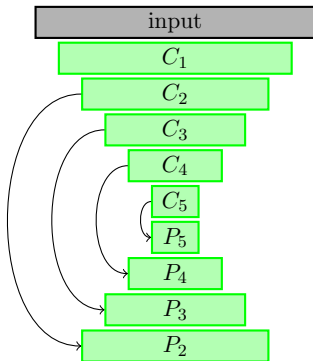 input
C₁
C₂
C₃
C₄
C₅
P₅
P₄
P₃
P₂